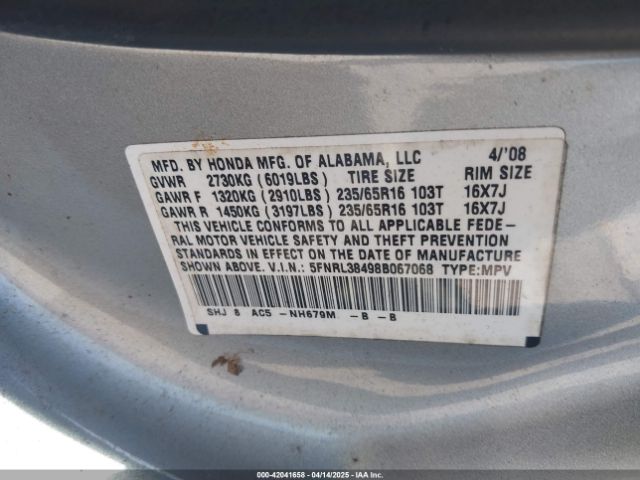 MFD. BY HONDA MFG. OF ALABAMA, LLC 4/'08
GVWR 2730KG (6019LBS) TIRE SIZE RIM SIZE
GAWR F 1320KG (2910LBS) 235/65R16 103T 16X7J
GAWR R 1450KG (3197LBS) 235/65R16 103T 16X7J
THIS VEHICLE CONFORMS TO ALL APPLICABLE FEDE-
RAL MOTOR VEHICLE SAFETY AND THEFT PREVENTION
STANDARDS IN EFFECT ON THE DATE OF MANUFACTURE
SHOWN ABOVE. V.I.N.: 5FNRL38498B067068 TYPE:MPV
SHJ 8 AC5 -NH679M -B -B
000-42041658 - 04/14/2025 - IAA Inc.